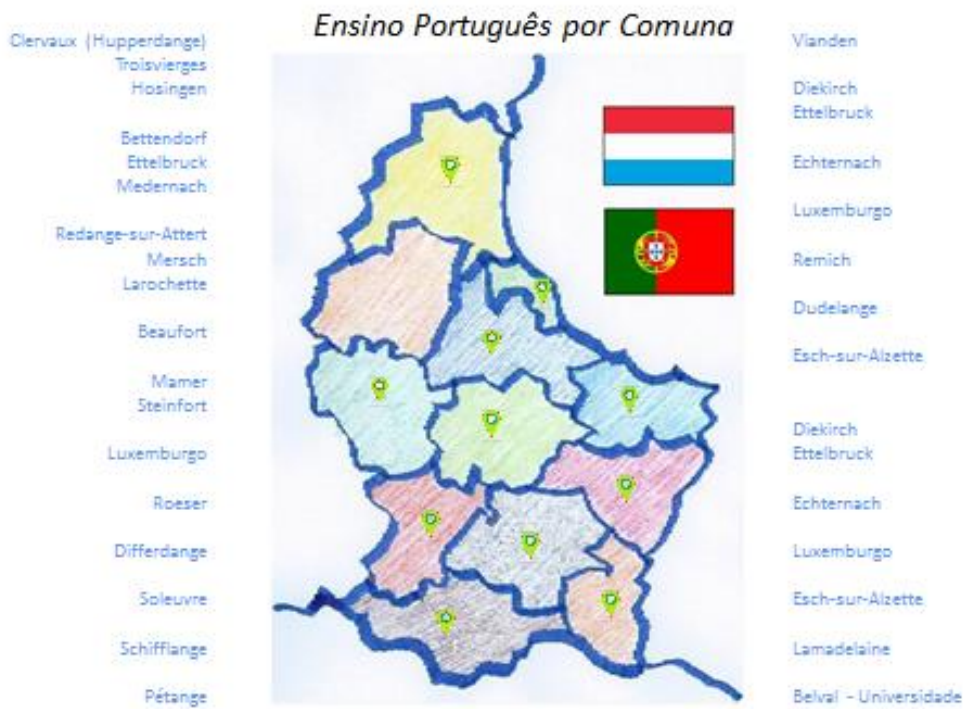 Ensino Português por Comuna
Clervaux (Hupperdange)
Troisvierges
Hosingen
Bettendorf
Ettelbruck
Medernach
Redange-sur-Attert
Mersch
Larochette
Beaufort
Mamer
Steinfort
Luxemburgo
Roeser
Differdange
Soleuvre
Schifflange
Pétange
Vianden
Diekirch
Ettelbruck
Echternach
Luxemburgo
Remich
Dudelange
Esch-sur-Alzette
Diekirch
Ettelbruck
Echternach
Luxemburgo
Esch-sur-Alzette
Lamadelaine
Belval - Universidade